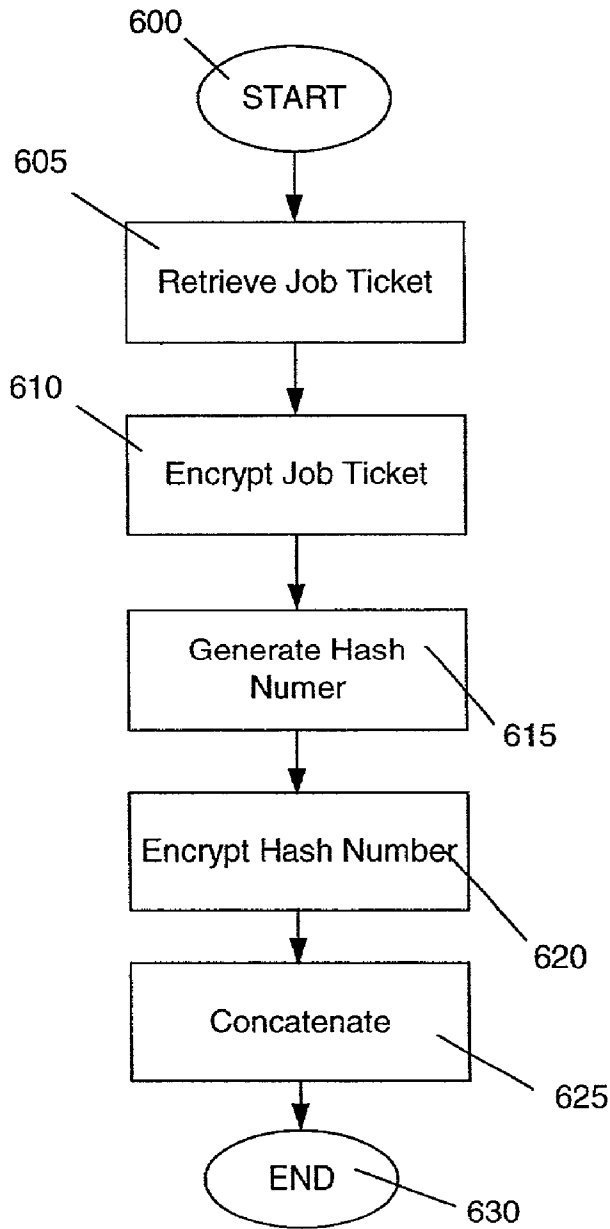 600
START
605
Retrieve Job Ticket
610
Encrypt Job Ticket
Generate Hash
Numer
615
Encrypt Hash Number
620
Concatenate
625
END
630